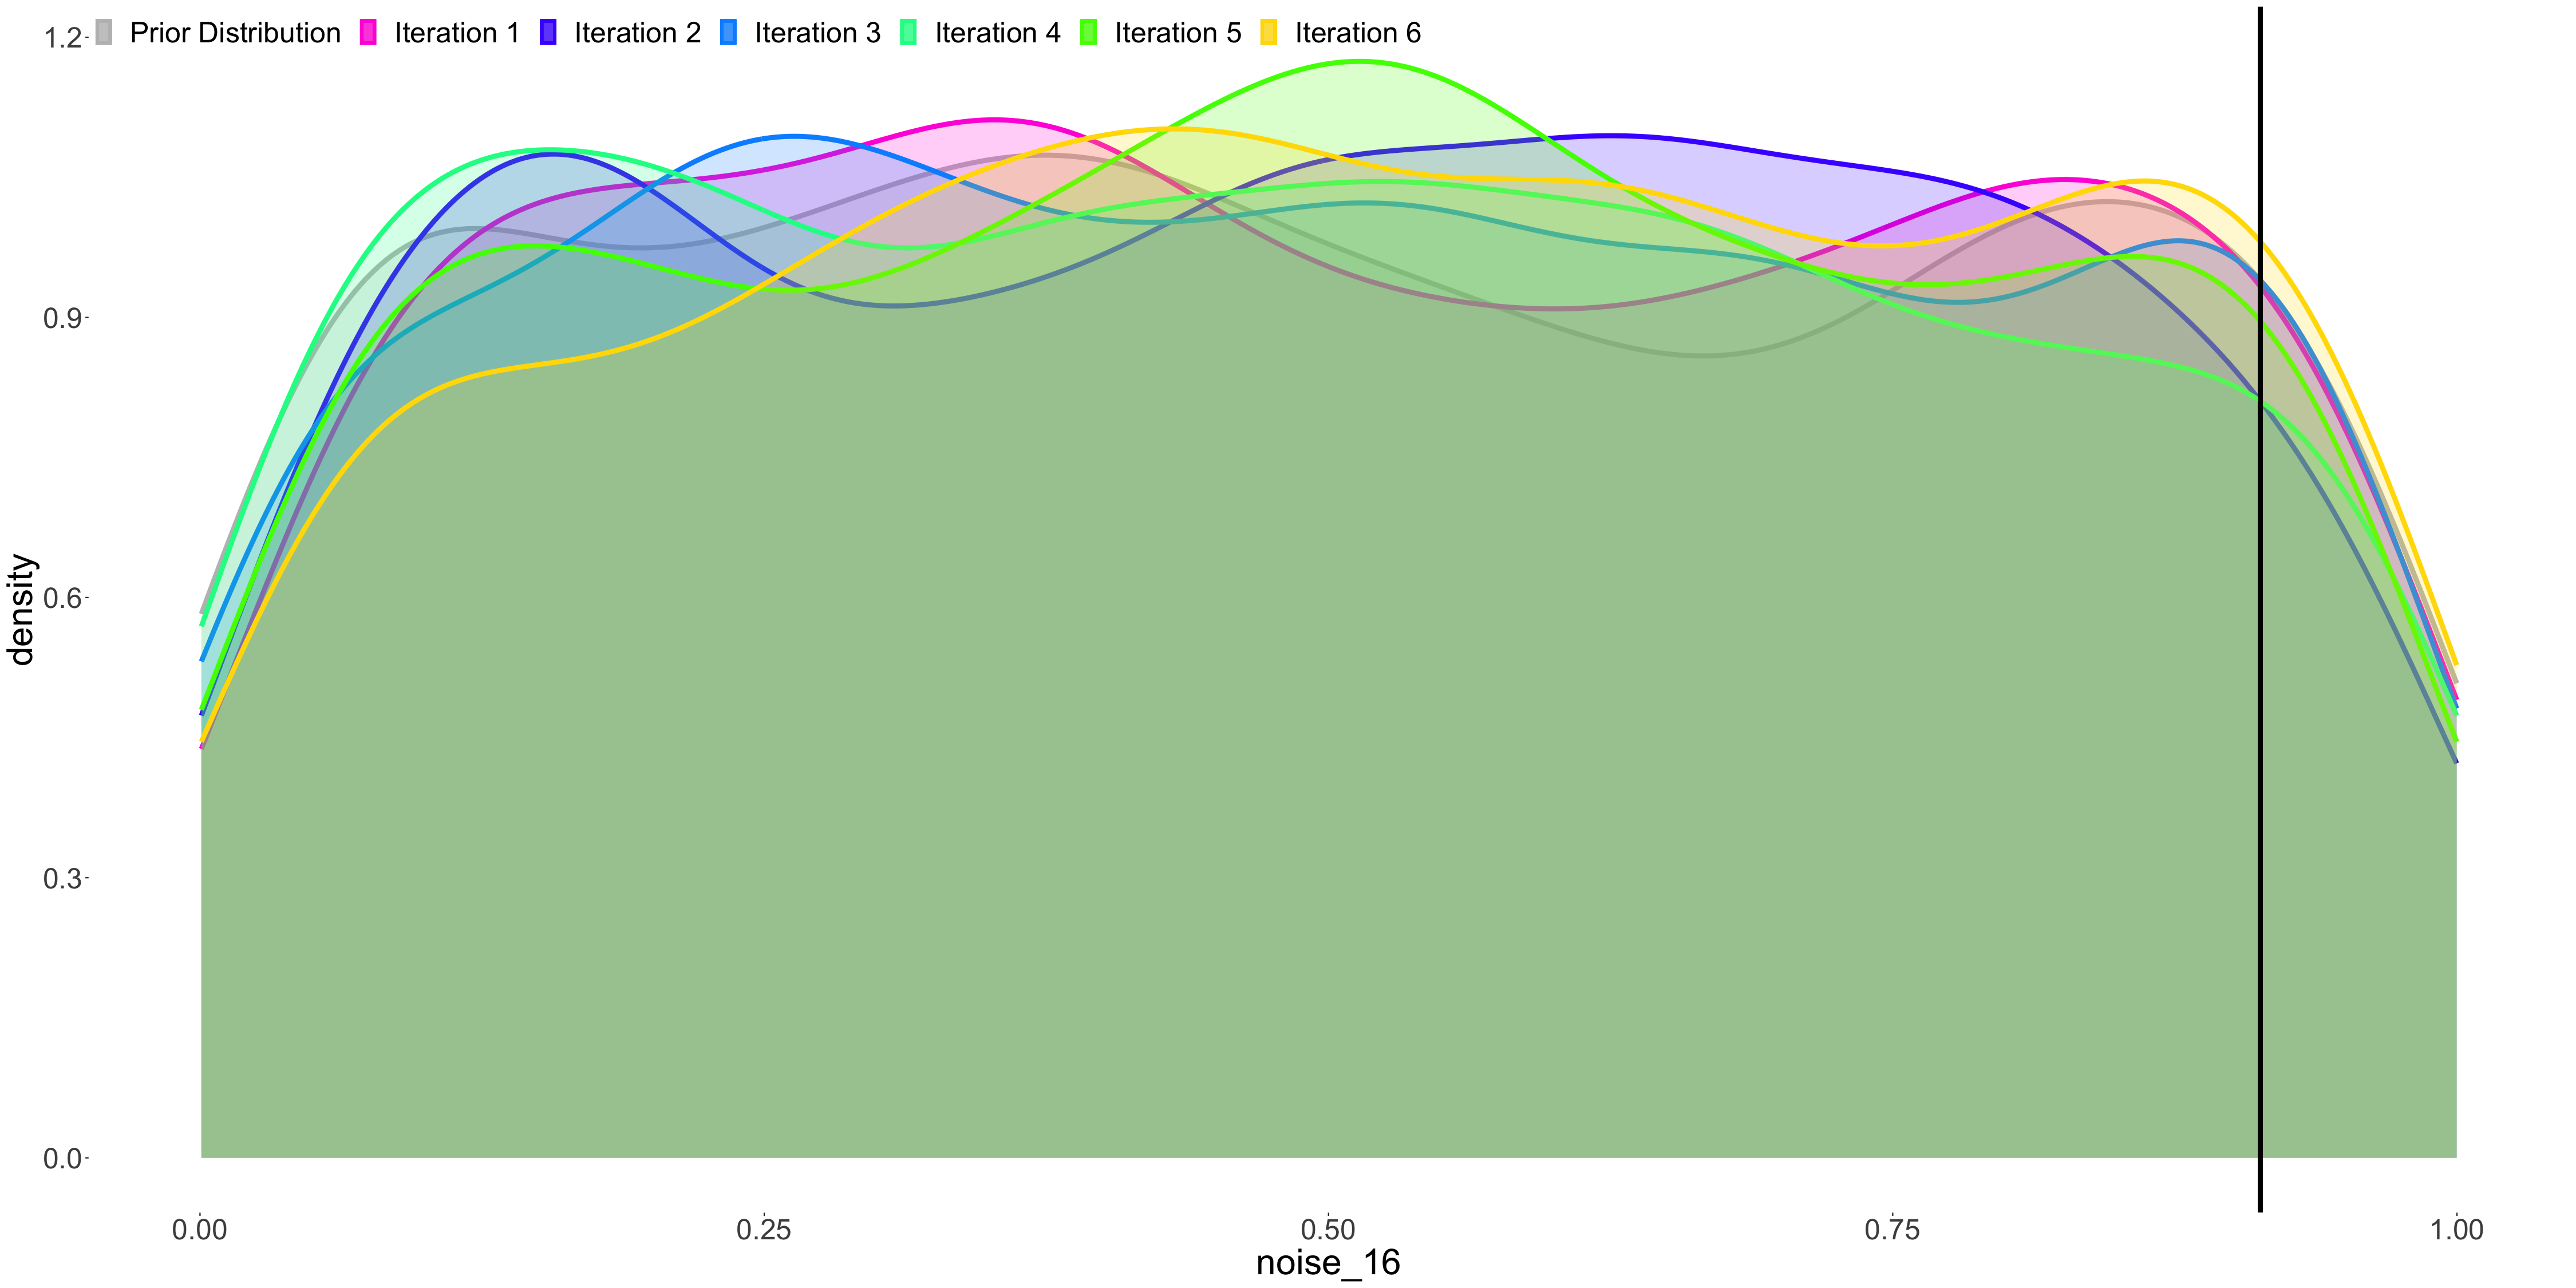 Prior Distribution Iteration 1 Iteration 2 Iteration 3 Iteration 4 Iteration 5 Iteration 6
1.2
0.9
0.6
0.3
0.0
density
0.00 0.25 0.50 0.75 1.00
noise_16